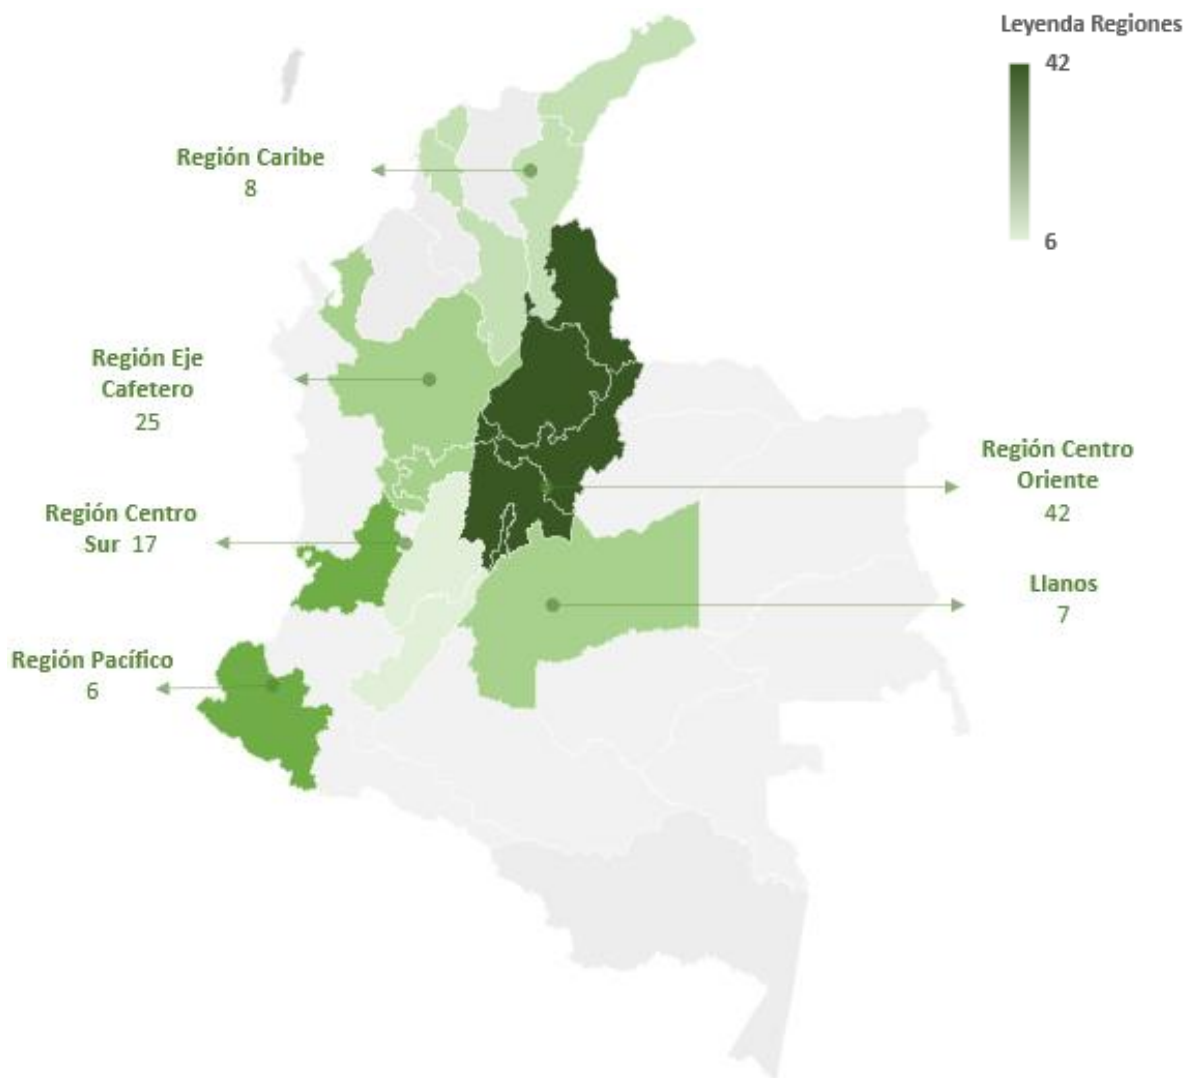 Leyenda Regiones
42
6
Región Caribe
8
Región Eje
Cafetero
25
Región Centro
Oriente
42
Región Centro
Sur 17
Llanos
7
Región Pacífico
6